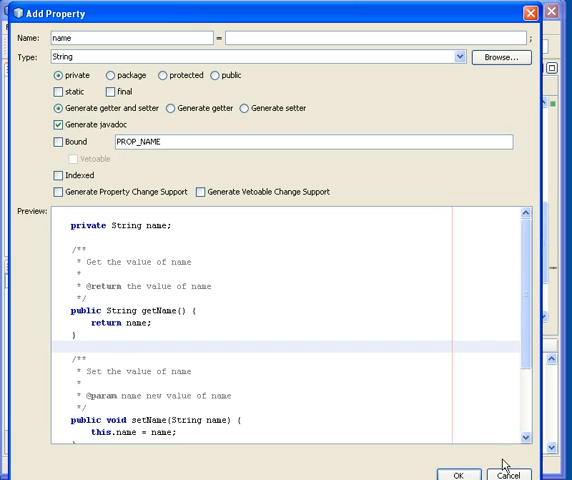 Add Property
Name: name = ;
Type: String Browse...
private package protected public
static final
Generate getter and setter Generate getter Generate setter
Generate javadoc
Bound PROP_NAME
Vetoable
Indexed
Generate Property Change Support Generate Vetoable Change Support
Preview:
private String name;
/**
* Get the value of name
*
* @return the value of name
*/
public String getName() {
return name;
}
/**
* Set the value of name
*
* @param name new value of name
*/
public void setName(String name) {
this.name = name;
OK Cancel